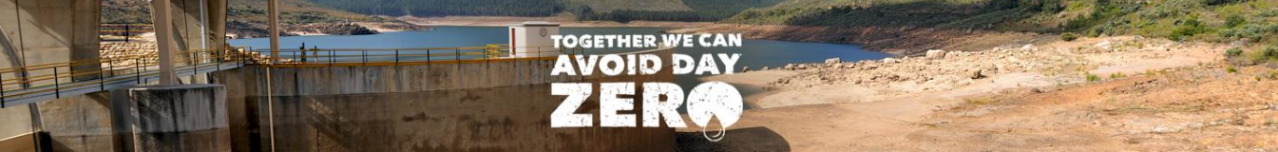 TOGETHER WE CAN
AVOID DAY
ZERO